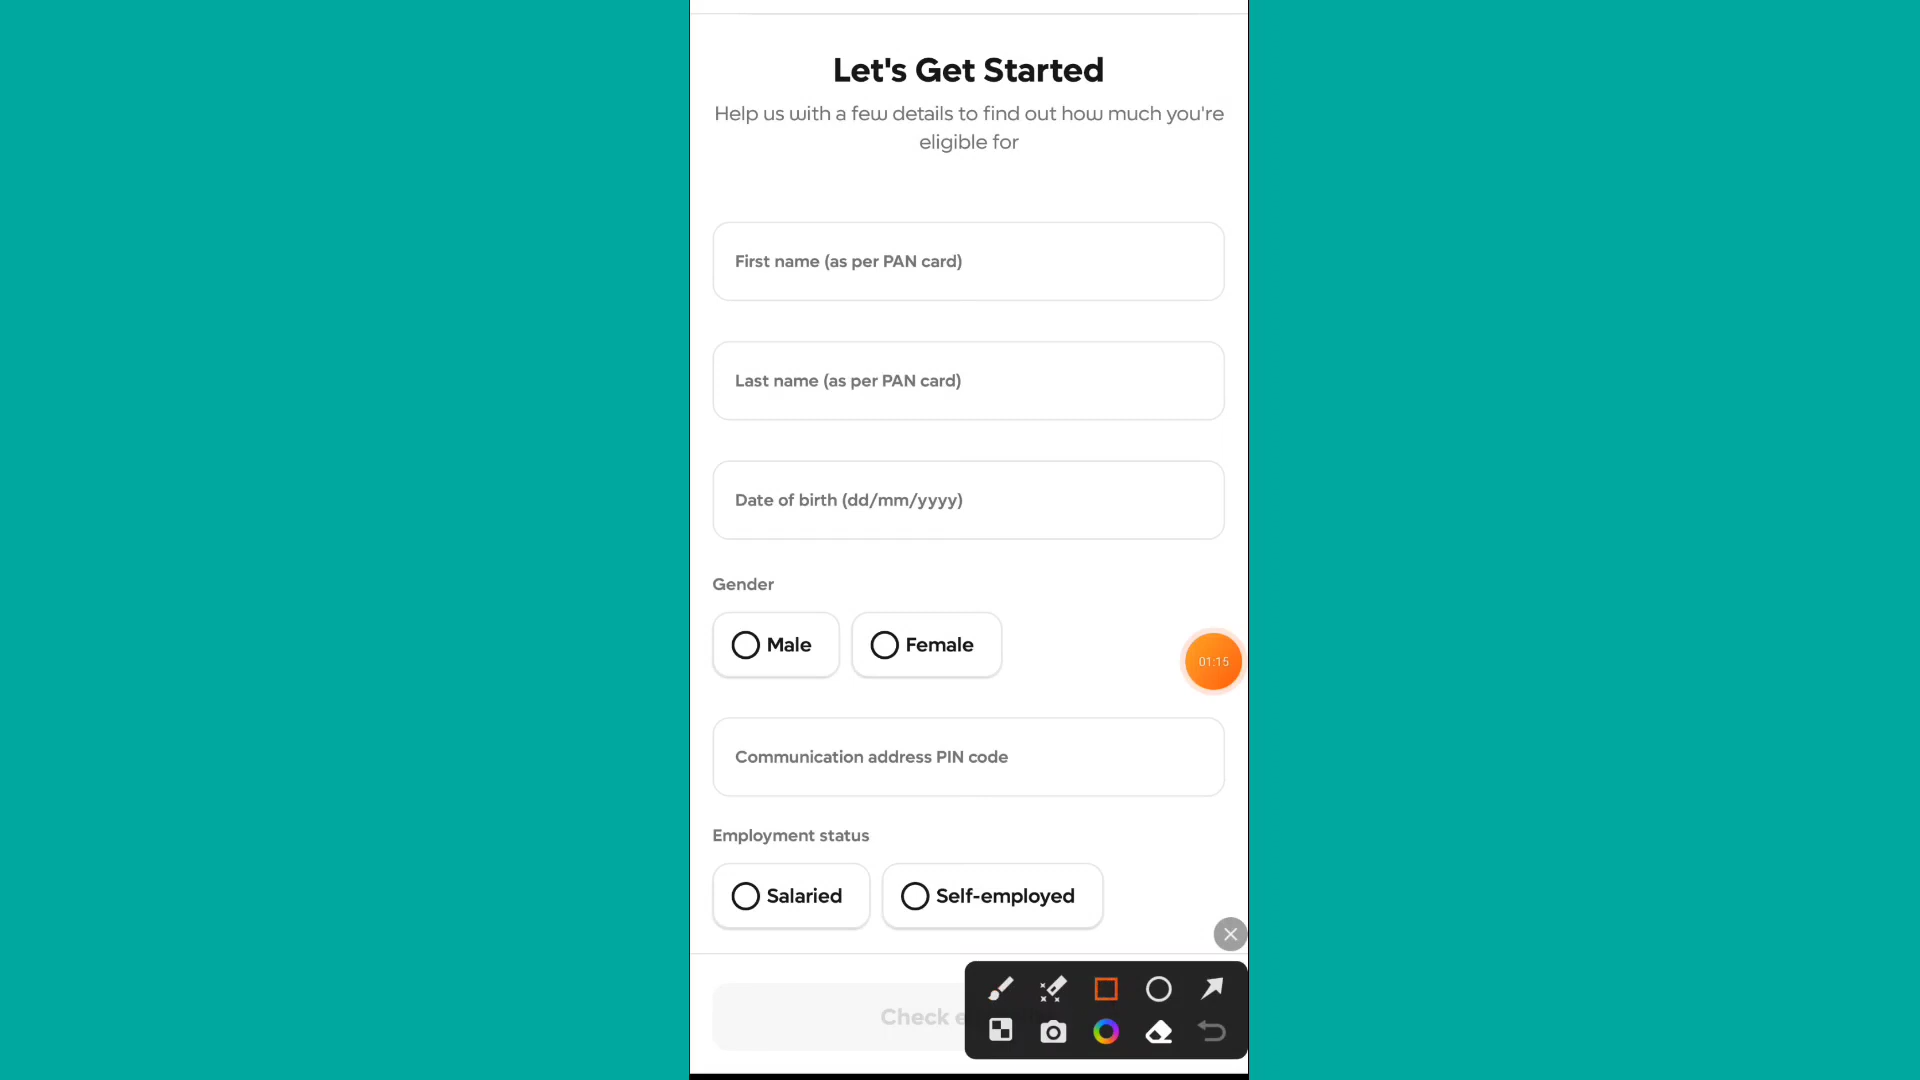 Let's Get Started
Help us with a few details to find out how much you're
eligible for
First name (as per PAN card)
Last name (as per PAN card)
Date of birth (dd/mm/yyyy)
Gender
Male
Female
01:15
Communication address PIN code
Employment status
Salaried
Self-employed
Check